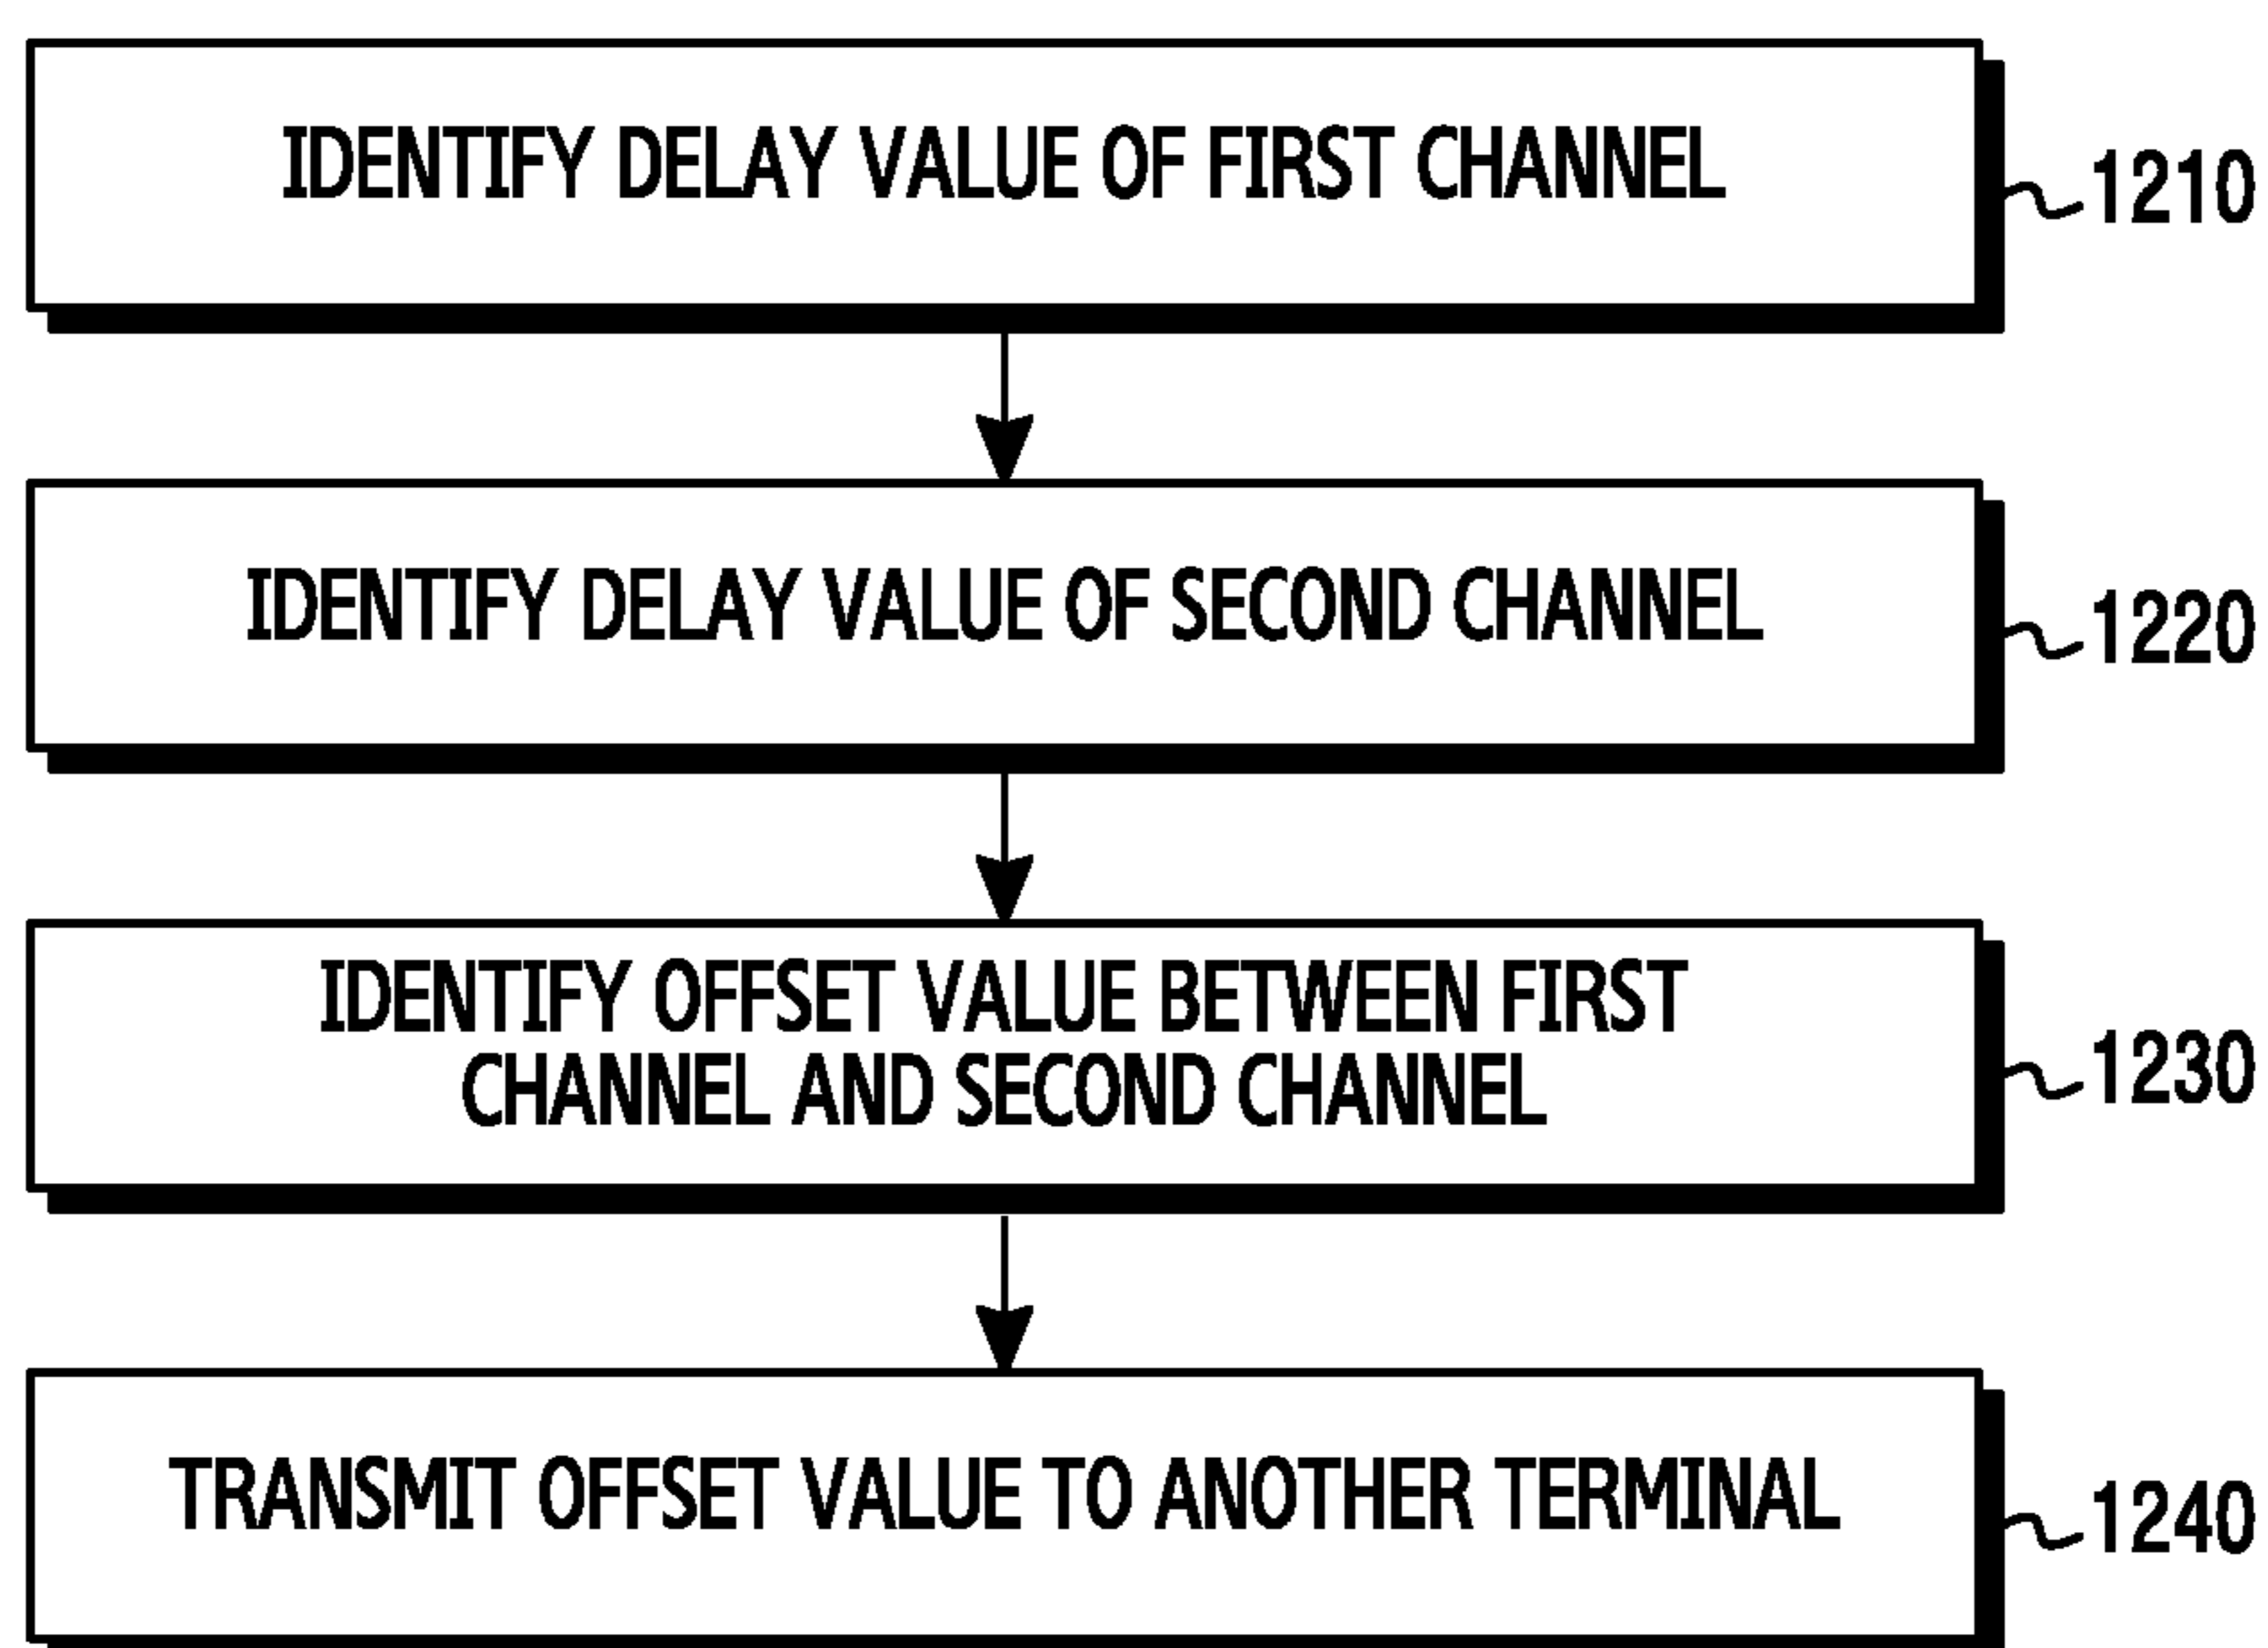 IDENTIFY DELAY VALUE OF FIRST CHANNEL
1210
IDENTIFY DELAY VALUE OF SECOND CHANNEL
1220
IDENTIFY OFFSET VALUE BETWEEN FIRST
CHANNEL AND SECOND CHANNEL
1230
TRANSMIT OFFSET VALUE TO ANOTHER TERMINAL
1240